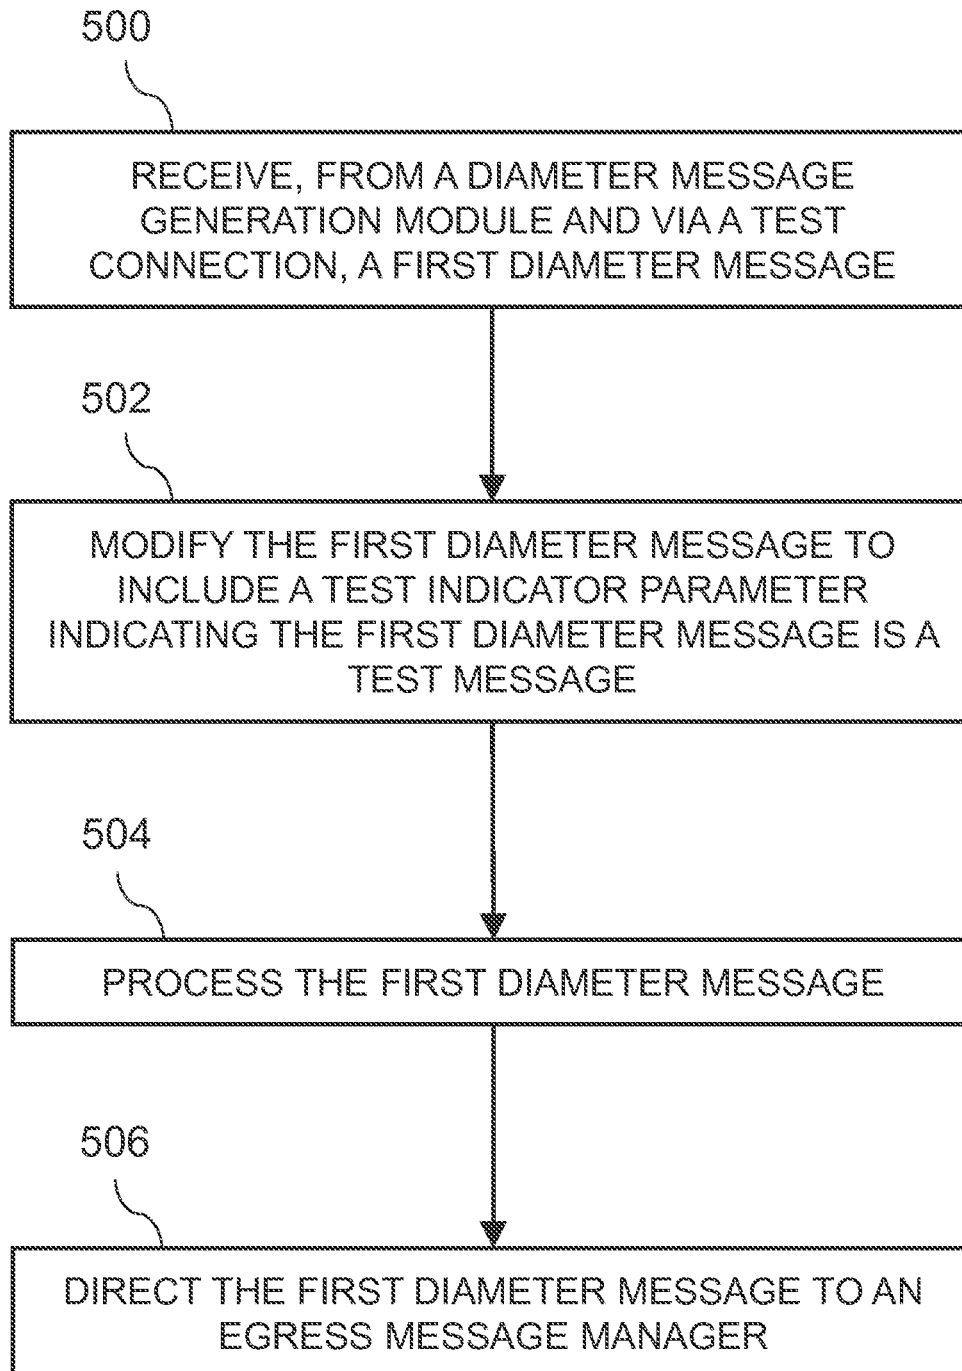 500
RECEIVE, FROM A DIAMETER MESSAGE
GENERATION MODULE AND VIA A TEST
CONNECTION, A FIRST DIAMETER MESSAGE
502
MODIFY THE FIRST DIAMETER MESSAGE TO
INCLUDE A TEST INDICATOR PARAMETER
INDICATING THE FIRST DIAMETER MESSAGE IS A
TEST MESSAGE
504
PROCESS THE FIRST DIAMETER MESSAGE
506
DIRECT THE FIRST DIAMETER MESSAGE TO AN
EGRESS MESSAGE MANAGER